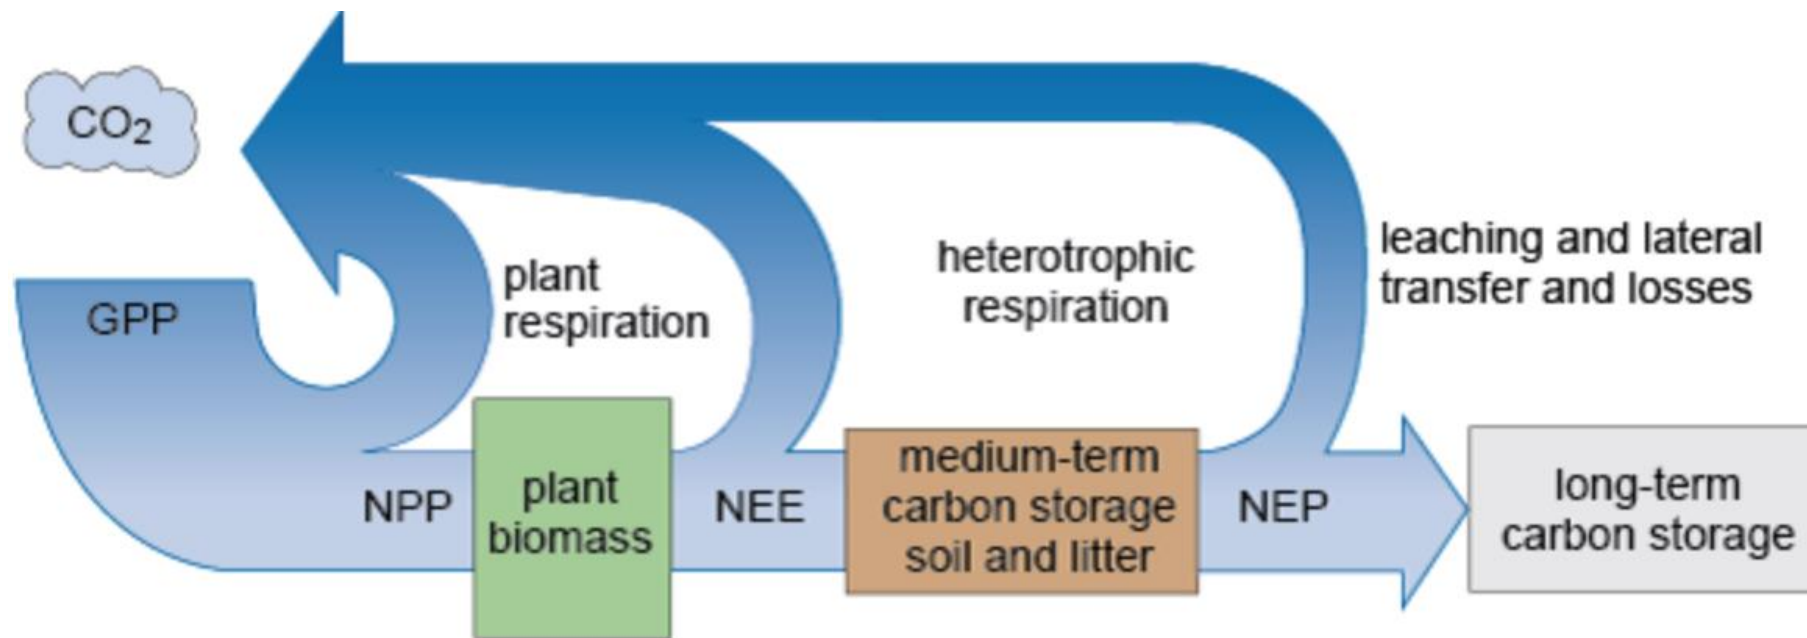 CO₂
GPP
plant
respiration
heterotrophic
respiration
leaching and lateral
transfer and losses
NPP
plant
biomass
NEE
medium-term
carbon storage
soil and litter
NEP
long-term
carbon storage